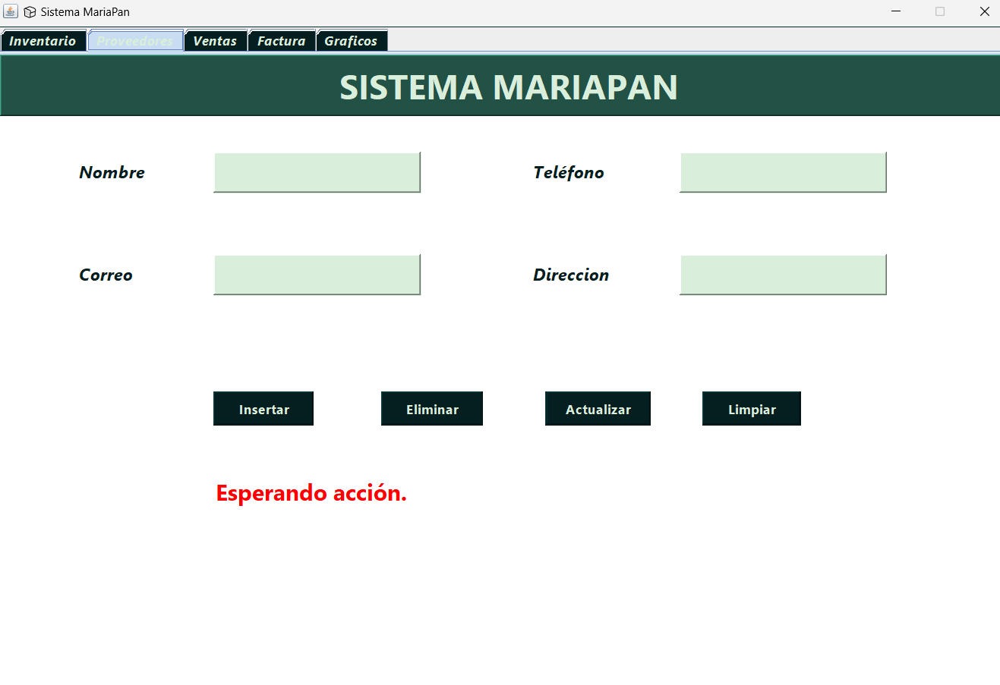 Sistema MariaPan
Inventario Proveedores Ventas Factura Graficos
SISTEMA MARIAPAN
Nombre Teléfono
Correo Direccion
Insertar Eliminar Actualizar Limpiar
Esperando acción.